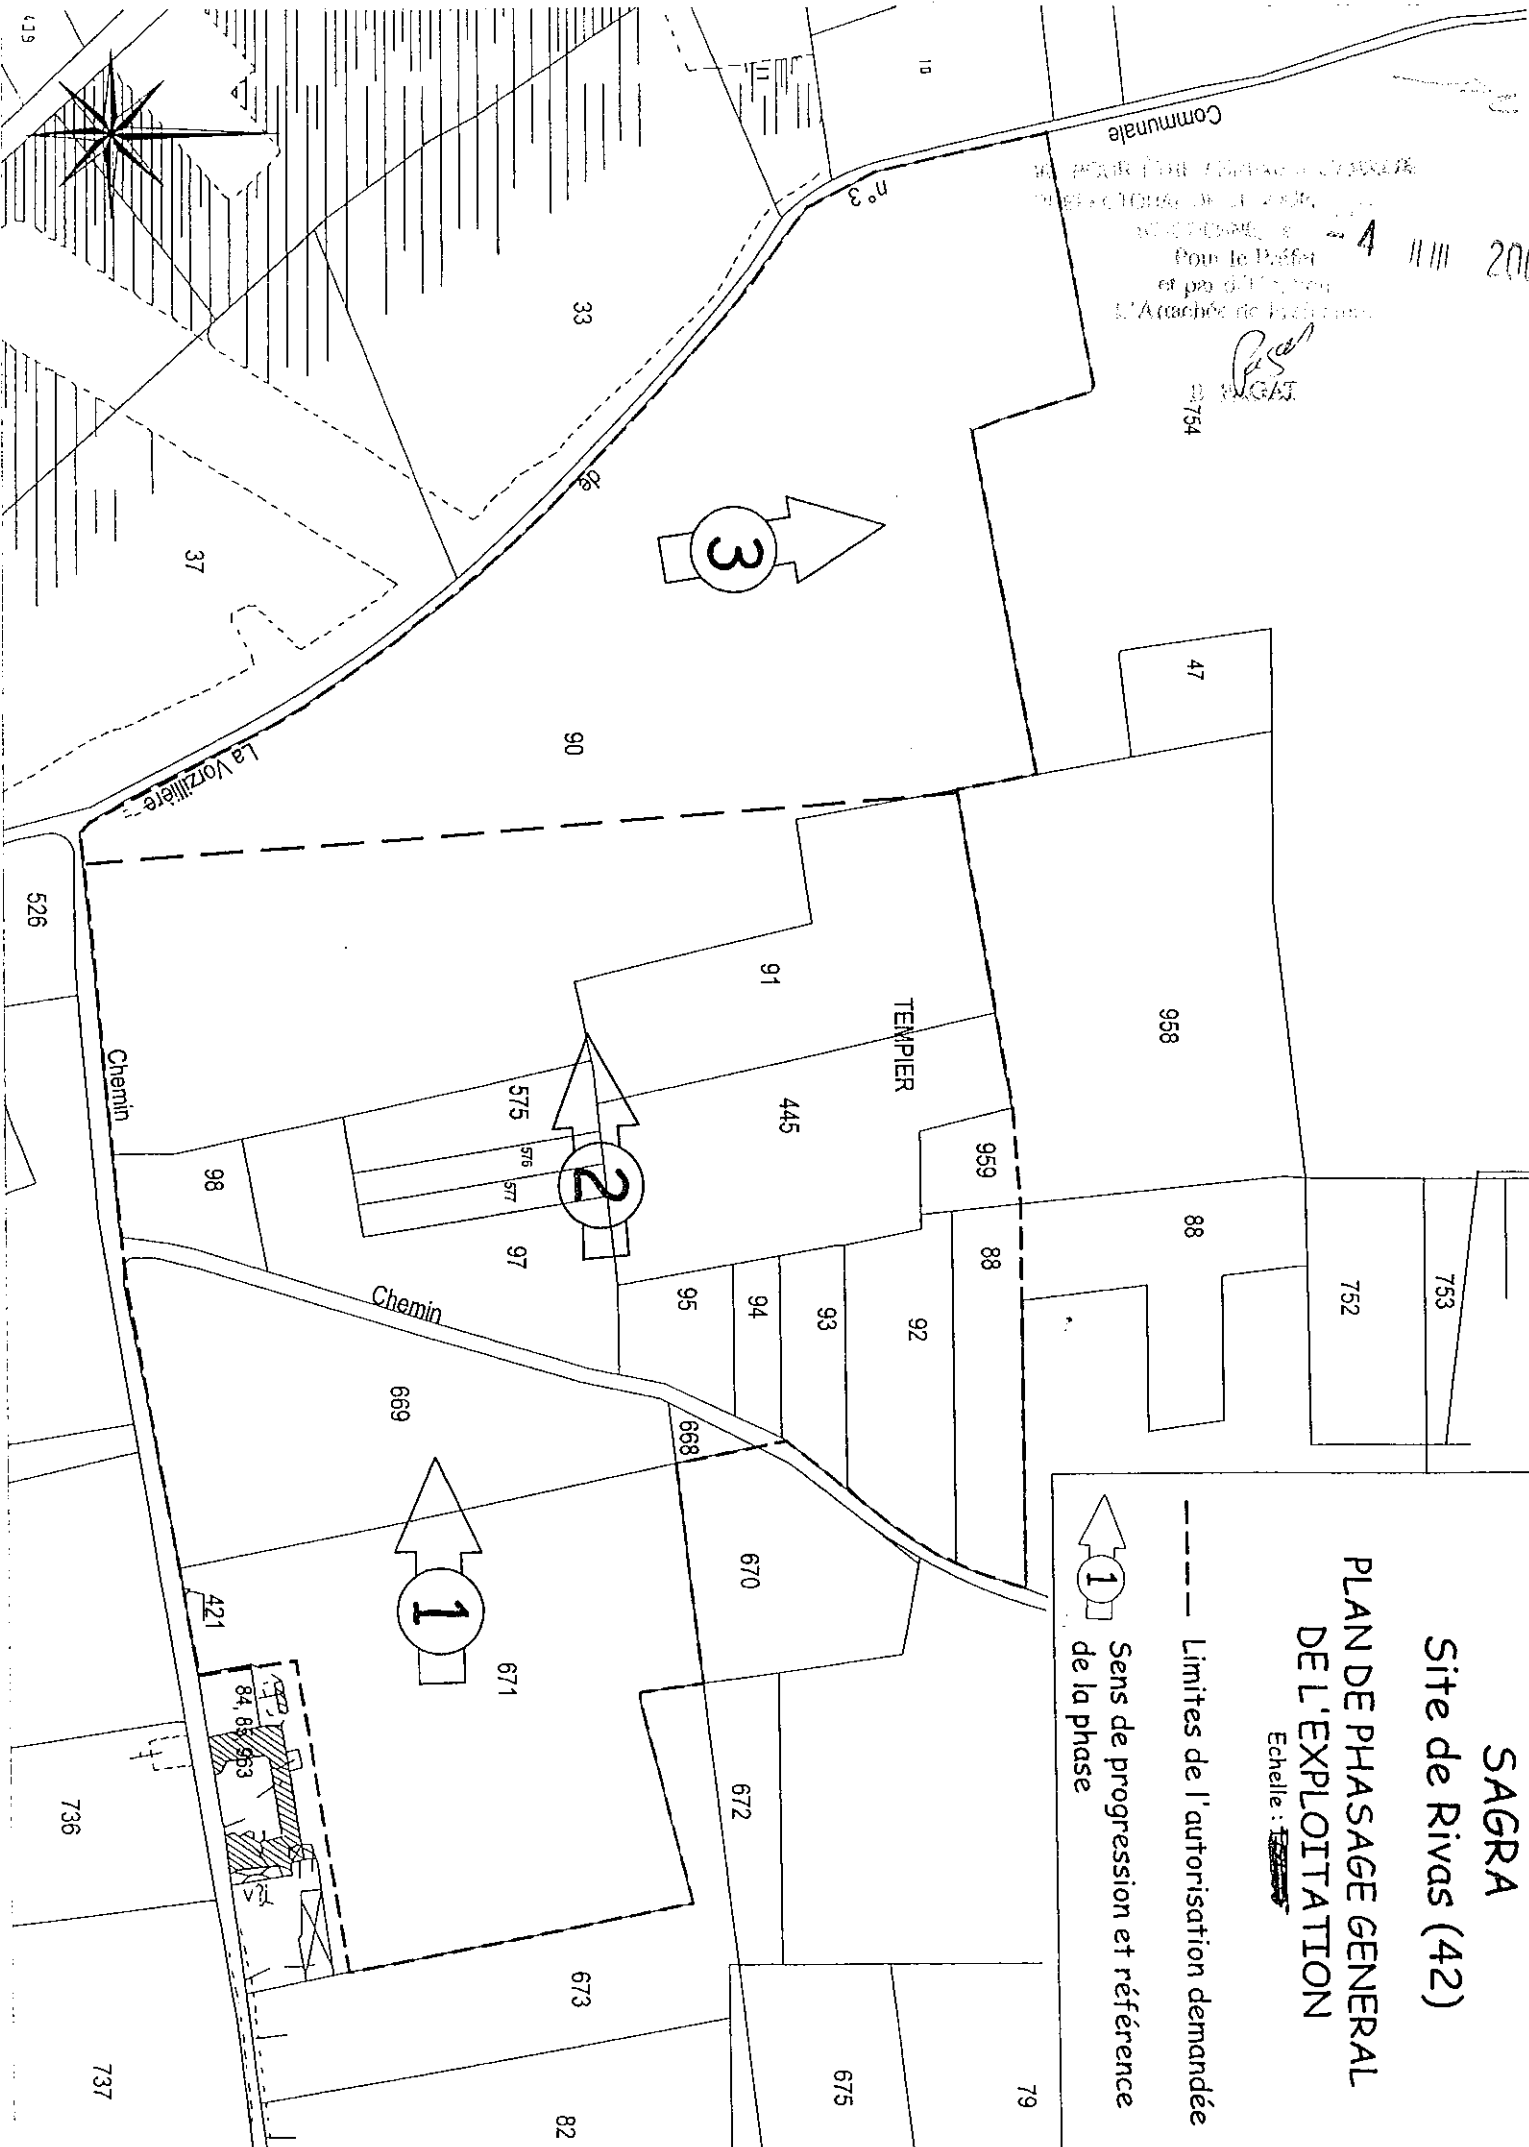 SAGRA
Site de Rivas (42)
PLAN DE PHASAGE GENERAL
DE L'EXPLOITATION
Echelle :
Limites de l'autorisation demandée
1
Sens de progression et référence
de la phase
Pour le Préfet
L'Attachée de
754
Communale
n°3
de
La Vorzillière
33
37
3
90
47
958
91
TEMPIER
445
959
88
88
752
753
575
576
577
2
98
97
95
94
93
92
Chemin
Chemin
526
669
668
670
1
671
421
84, 85, 963
672
673
675
79
82
736
737